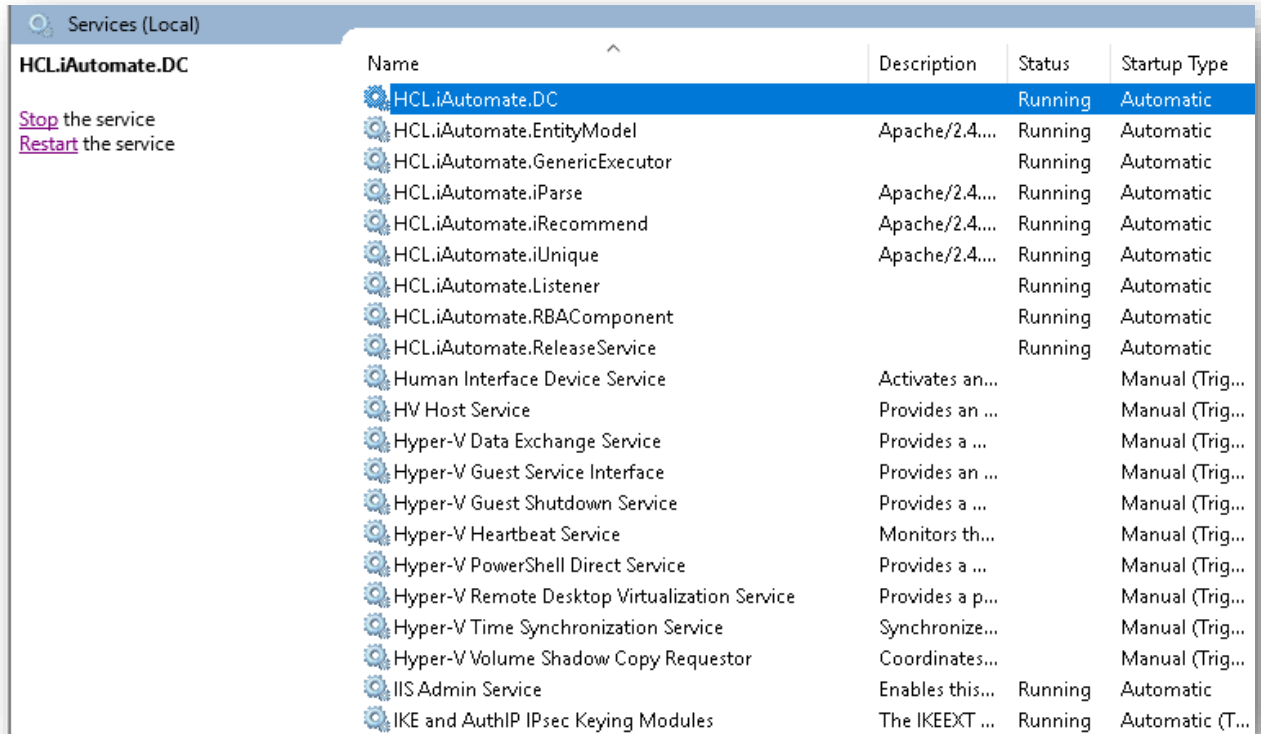 Services (Local)
HCL.iAutomate.DC
Stop the service
Restart the service
Name Description Status Startup Type
HCL.iAutomate.DC Running Automatic
HCL.iAutomate.EntityModel Apache/2.4.... Running Automatic
HCL.iAutomate.GenericExecutor Running Automatic
HCL.iAutomate.iParse Apache/2.4.... Running Automatic
HCL.iAutomate.iRecommend Apache/2.4.... Running Automatic
HCL.iAutomate.iUnique Apache/2.4.... Running Automatic
HCL.iAutomate.Listener Running Automatic
HCL.iAutomate.RBAComponent Running Automatic
HCL.iAutomate.ReleaseService Running Automatic
Human Interface Device Service Activates an... Manual (Trig...
HV Host Service Provides an ... Manual (Trig...
Hyper-V Data Exchange Service Provides a ... Manual (Trig...
Hyper-V Guest Service Interface Provides an ... Manual (Trig...
Hyper-V Guest Shutdown Service Provides a ... Manual (Trig...
Hyper-V Heartbeat Service Monitors th... Manual (Trig...
Hyper-V PowerShell Direct Service Provides a ... Manual (Trig...
Hyper-V Remote Desktop Virtualization Service Provides a p... Manual (Trig...
Hyper-V Time Synchronization Service Synchronize... Manual (Trig...
Hyper-V Volume Shadow Copy Requestor Coordinates... Manual (Trig...
IIS Admin Service Enables this... Running Automatic
IKE and AuthIP IPsec Keying Modules The IKEEXT ... Running Automatic (T...